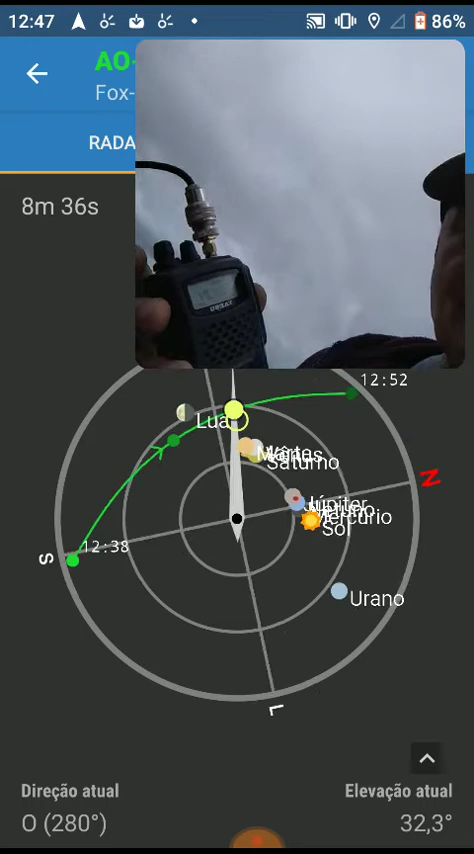 12:47
86%
AO-
Fox-
RADA
8m 36s
12:52
Lua
Saturno
N
Júpiter
Mercúrio
Sol
S
12:38
Urano
L
Direção atual
Elevação atual
O (280°)
32,3°